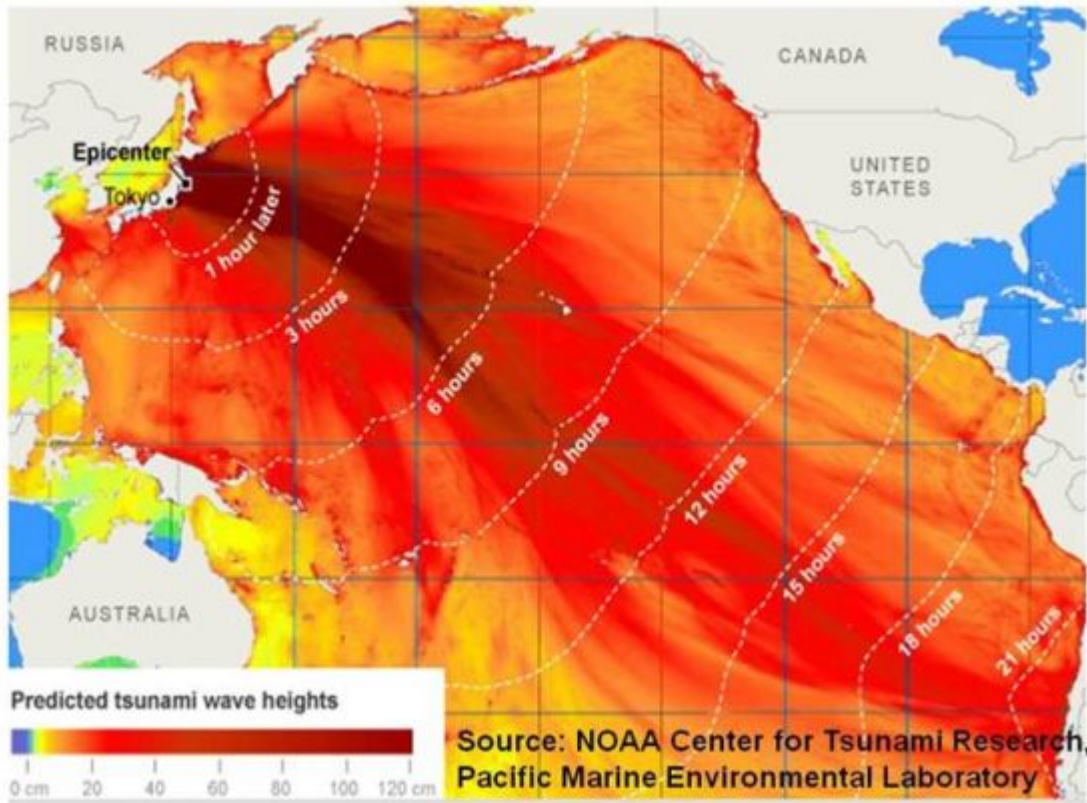 RUSSIA
CANADA
Epicenter
UNITED
STATES
Tokyo
1 hour later
3 hours
6 hours
9 hours
12 hours
15 hours
18 hours
21 hours
AUSTRALIA
Predicted tsunami wave heights
0 cm 20 40 60 80 100 120 cm
Source: NOAA Center for Tsunami Research,
Pacific Marine Environmental Laboratory